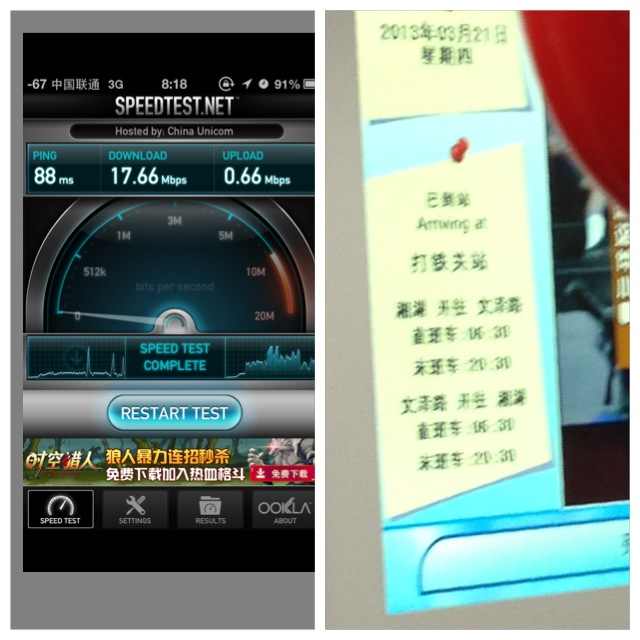 -67 中国联通 3G 8:18 91%
SPEEDTEST.NET
Hosted by: China Unicom
PING DOWNLOAD UPLOAD
88 ms 17.66 Mbps 0.66 Mbps
3M
1M 5M
512k 10M
bits per second
0 20M
SPEED TEST
COMPLETE
RESTART TEST
时空猎人 狼人暴力连招秒杀
免费下载加入热血格斗 免费下载
SPEED TEST SETTINGS RESULTS OOKLA
ABOUT
2013年03月21日
星期四
已到站
Arriving at
打铁关站
湘湖 开往 文泽路
首班车:06:30
末班车:20:30
文泽路 开往 湘湖
首班车:06:30
末班车:20:30